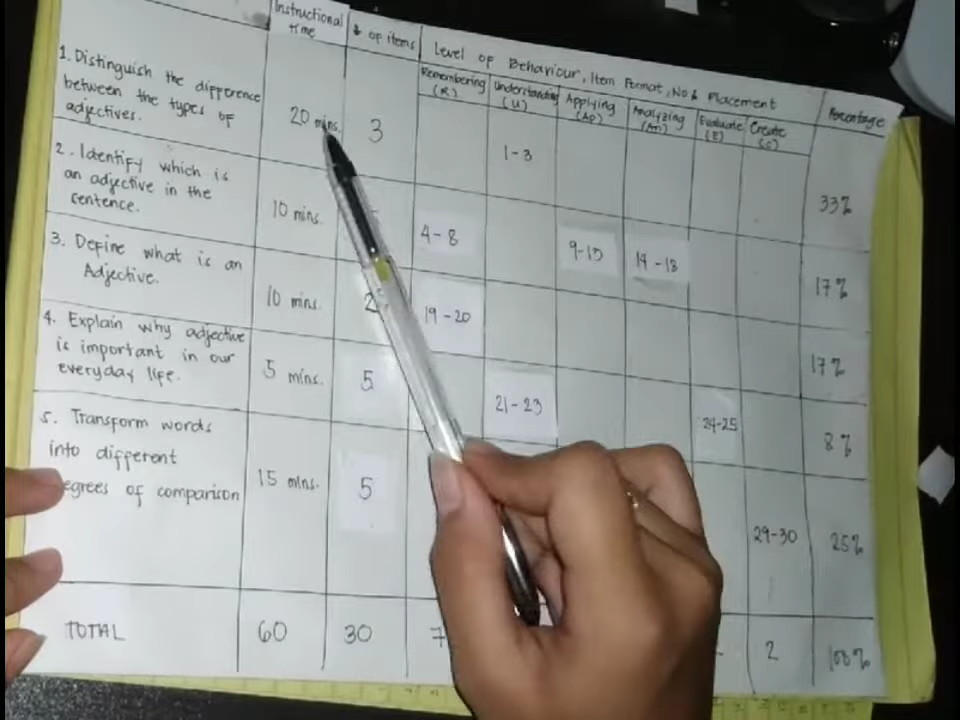 Instructional
time
# of items
Level of Behaviour, Item Format, No & Placement
Remembering
(R)
Understanding
(U)
Applying
(Ap)
Analyzing
(An)
Evaluate
(E)
Create
(C)
Percentage
1. Distinguish the difference
between the types of
adjectives.
20 mins.
3
1-3
33%
2. Identify which is
an adjective in the
sentence.
10 mins.
4-8
17%
3. Define what is an
Adjective.
10 mins.
2
19-20
17%
4. Explain why adjective
is important in our
everyday life.
5 mins.
5
21-23
24-25
8%
5. Transform words
into different
egrees of comparison
15 mins.
5
29-30
25%
TOTAL
60
30
7
2
100%